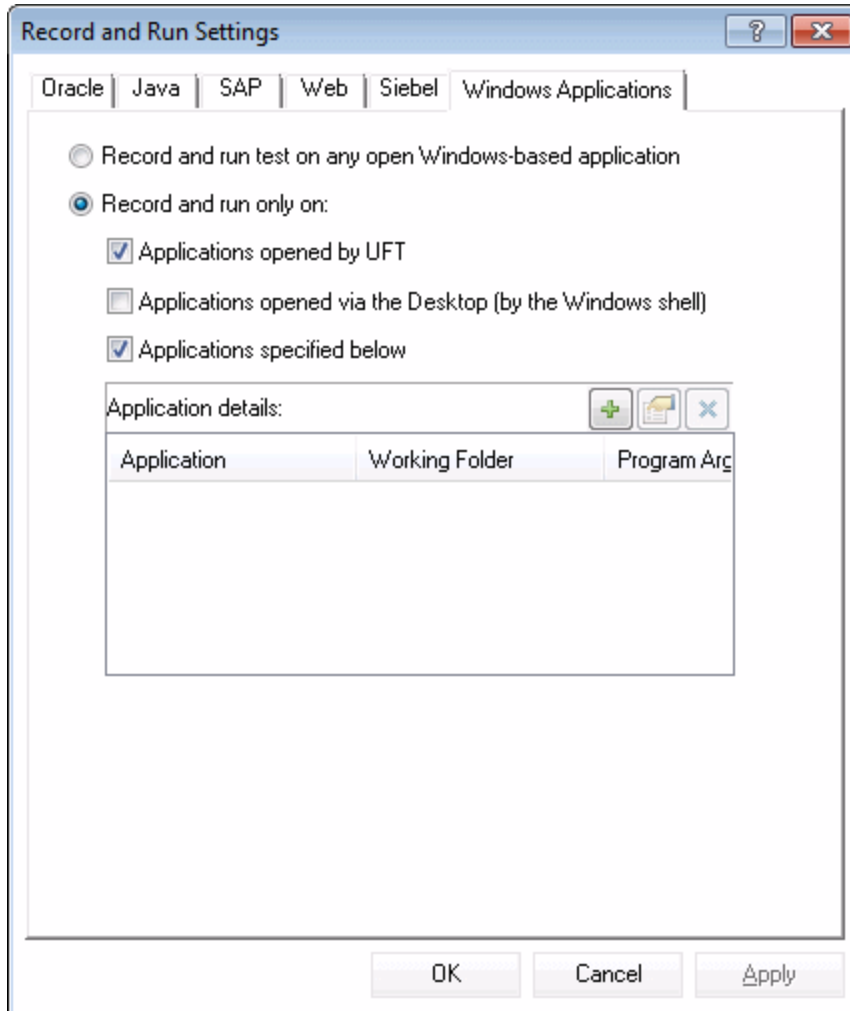 Record and Run Settings
Oracle Java SAP Web Siebel Windows Applications
Record and run test on any open Windows-based application
Record and run only on:
Applications opened by UFT
Applications opened via the Desktop (by the Windows shell)
Applications specified below
Application details:
Application Working Folder Program Arg
OK Cancel Apply